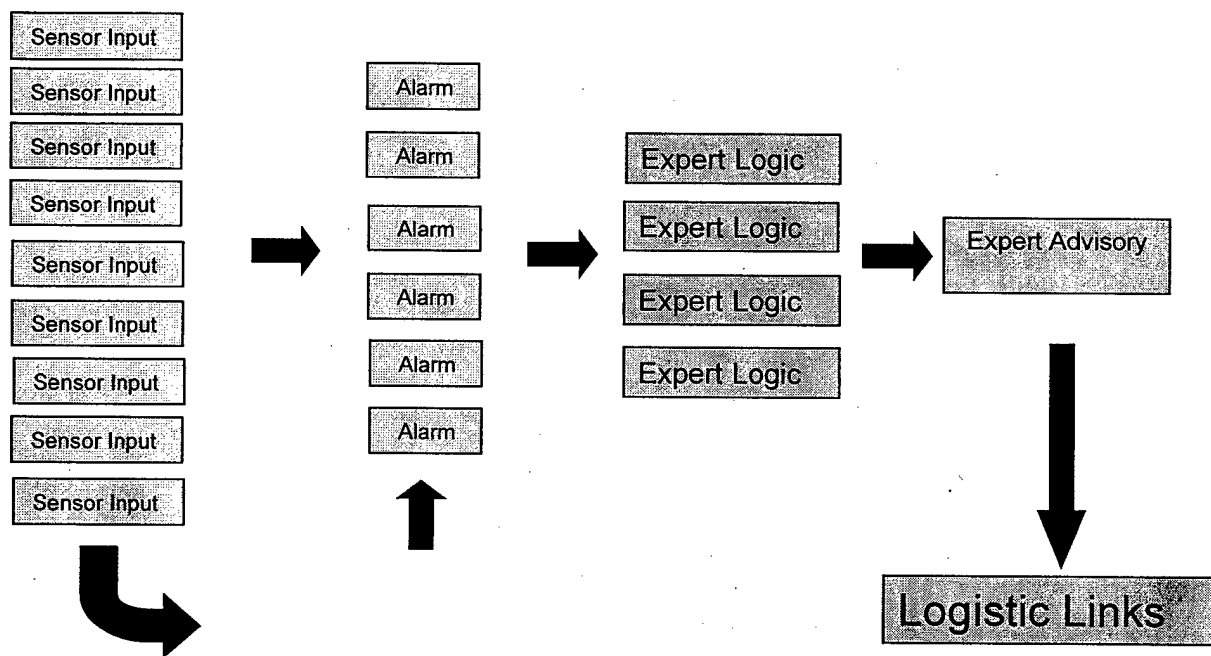 Sensor Input
Sensor Input
Sensor Input
Sensor Input
Sensor Input
Sensor Input
Sensor Input
Sensor Input
Sensor Input
Alarm
Alarm
Alarm
Alarm
Alarm
Alarm
Expert Logic
Expert Logic
Expert Logic
Expert Logic
Expert Advisory
Logistic Links